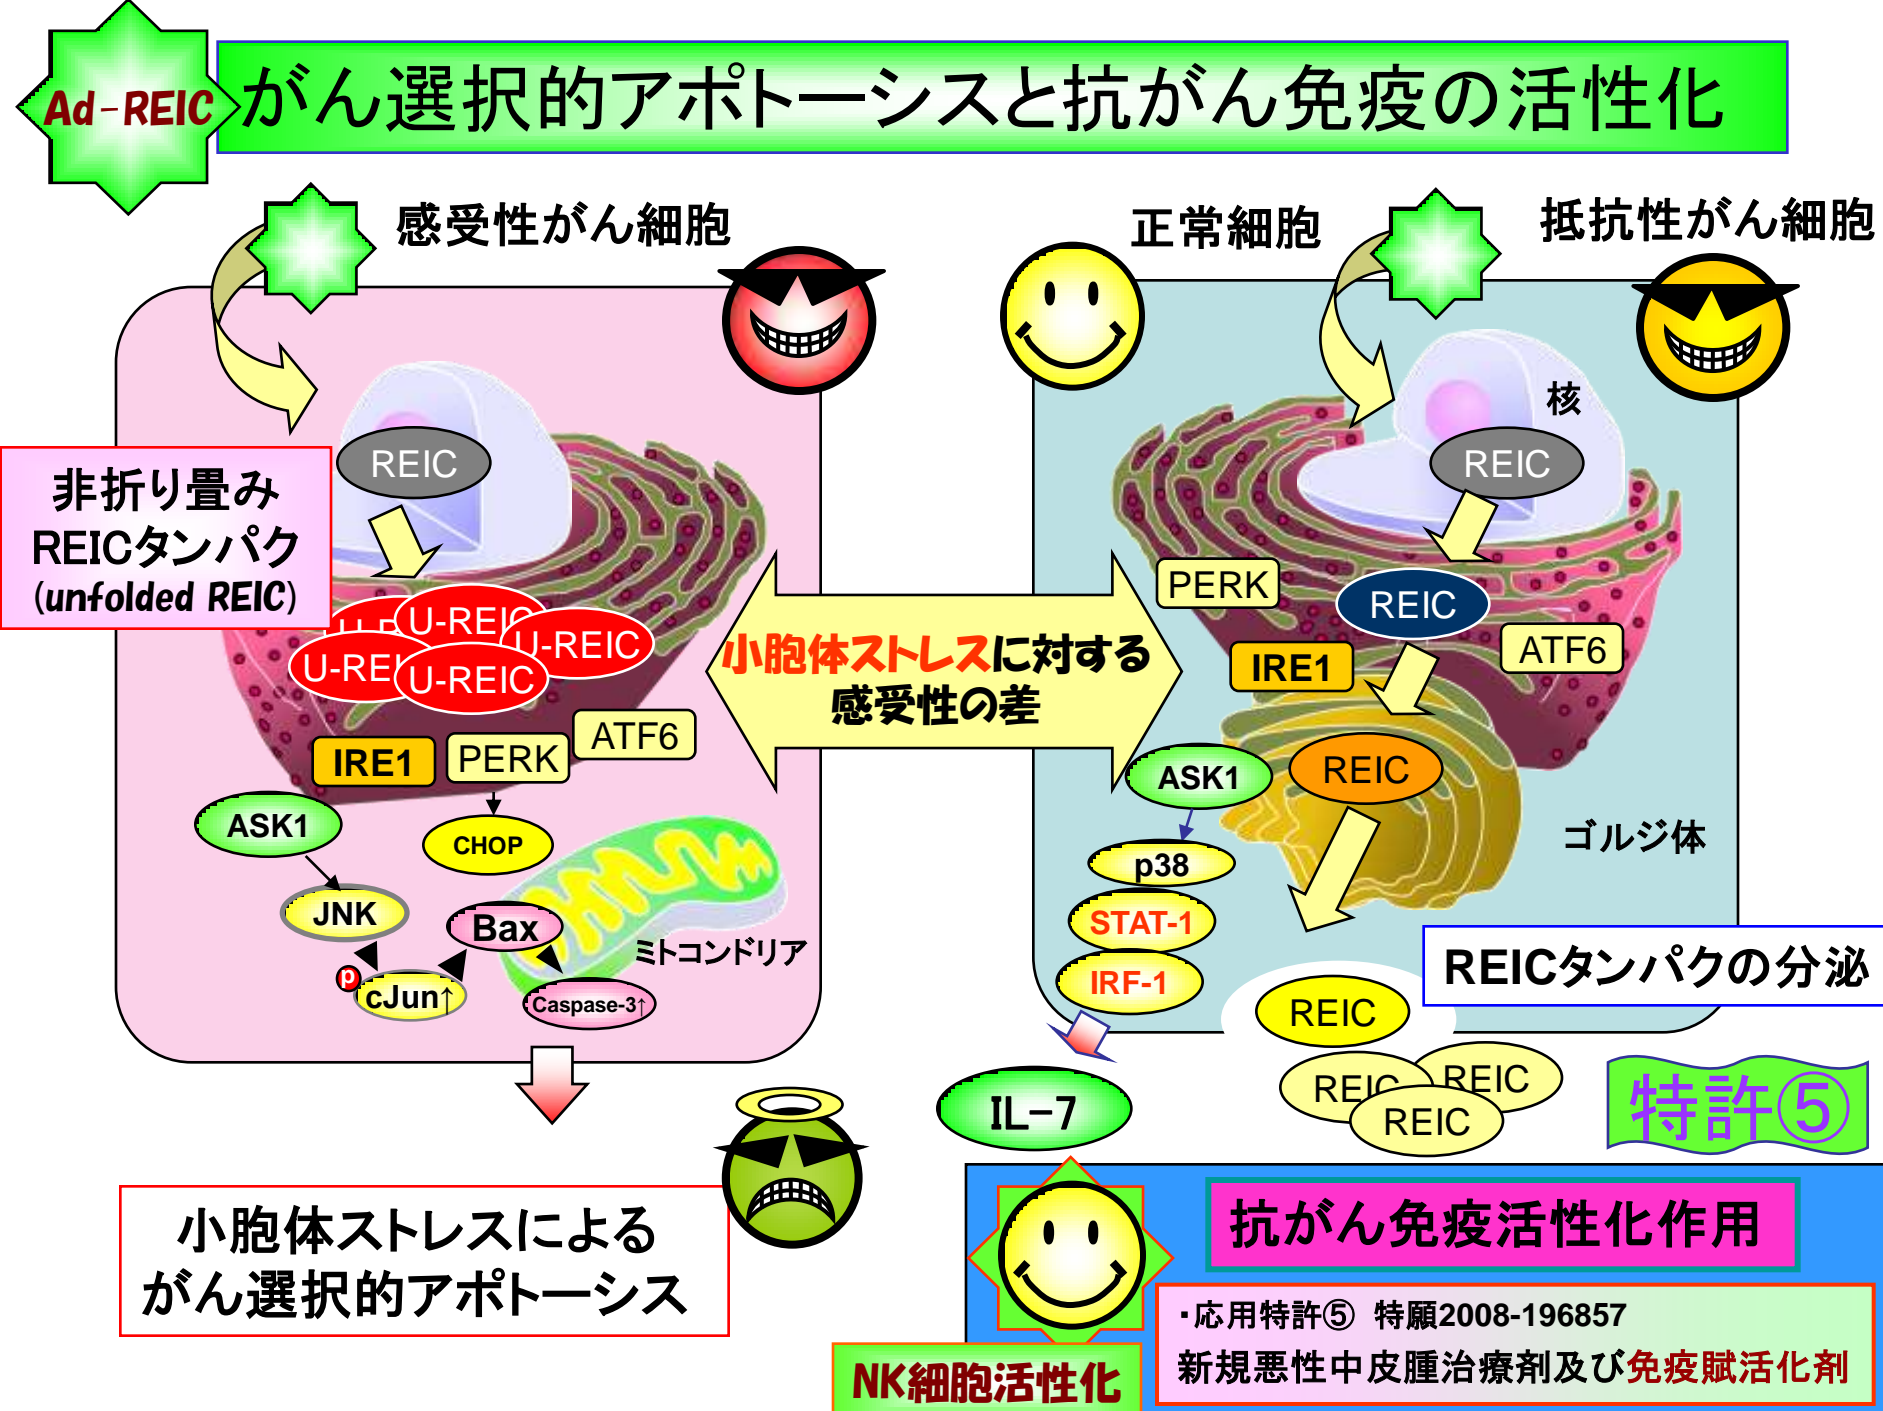 Ad-REIC
がん選択的アポトーシスと抗がん免疫の活性化
感受性がん細胞
正常細胞
抵抗性がん細胞
REIC
非折り畳み
REICタンパク
(unfolded REIC)
U-REIC
U-REIC
U-REI
U-REIC
IRE1
PERK
ATF6
ASK1
CHOP
JNK
Bax
ミトコンドリア
p
cJun↑
Caspase-3↑
小胞体ストレスによる
がん選択的アポトーシス
小胞体ストレスに対する
感受性の差
核
REIC
PERK
REIC
IRE1
ATF6
ASK1
REIC
ゴルジ体
p38
STAT-1
IRF-1
REICタンパクの分泌
REIC
REIC
REIC
REIC
IL-7
特許⑤
抗がん免疫活性化作用
・応用特許⑤ 特願2008-196857
新規悪性中皮腫治療剤及び免疫賦活化剤
NK細胞活性化